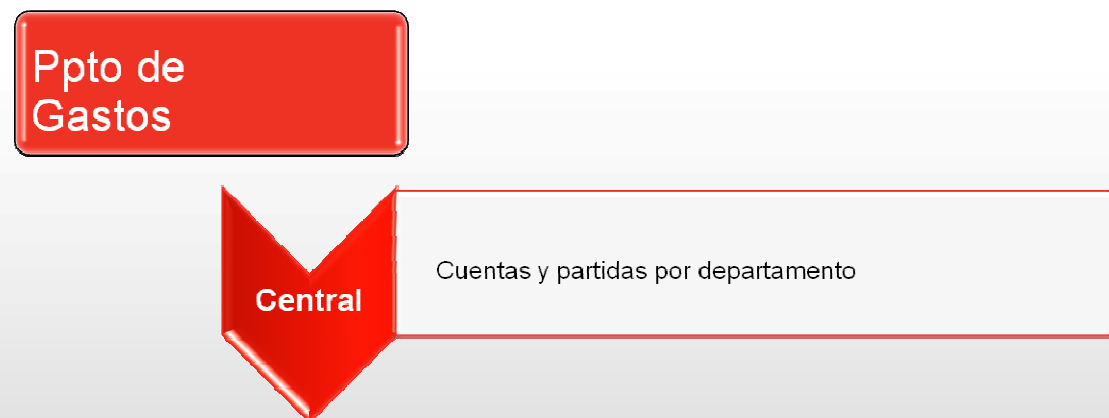 Ppto de
Gastos
Central
Cuentas y partidas por departamento